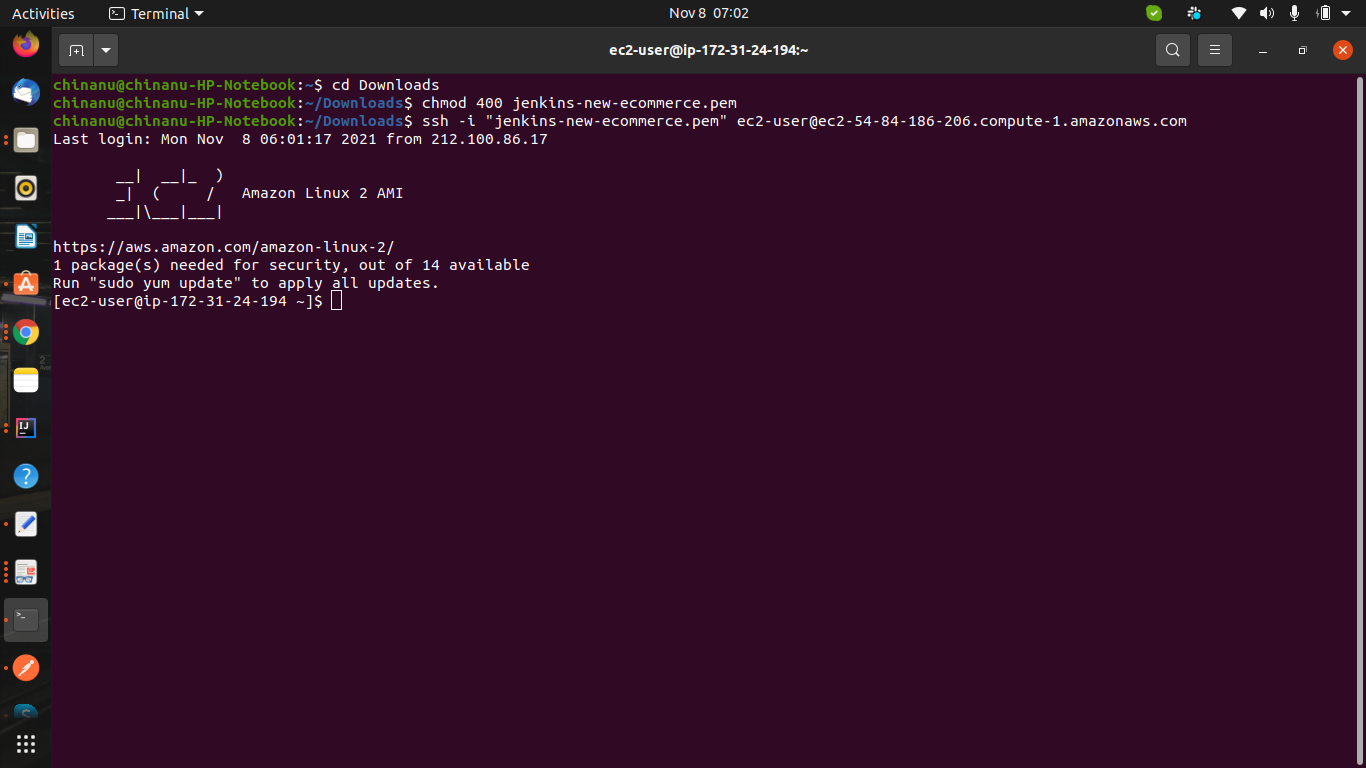 Activities
Terminal
Nov 8 07:02
ec2-user@ip-172-31-24-194:~
chinanu@chinanu-HP-Notebook:~$ cd Downloads
chinanu@chinanu-HP-Notebook:~/Downloads$ chmod 400 jenkins-new-ecommerce.pem
chinanu@chinanu-HP-Notebook:~/Downloads$ ssh -i "jenkins-new-ecommerce.pem" ec2-user@ec2-54-84-186-206.compute-1.amazonaws.com
Last login: Mon Nov  8 06:01:17 2021 from 212.100.86.17
       __|  __|_  )
       _|  (     /   Amazon Linux 2 AMI
      ___|\___|___|
https://aws.amazon.com/amazon-linux-2/
1 package(s) needed for security, out of 14 available
Run "sudo yum update" to apply all updates.
[ec2-user@ip-172-31-24-194 ~]$